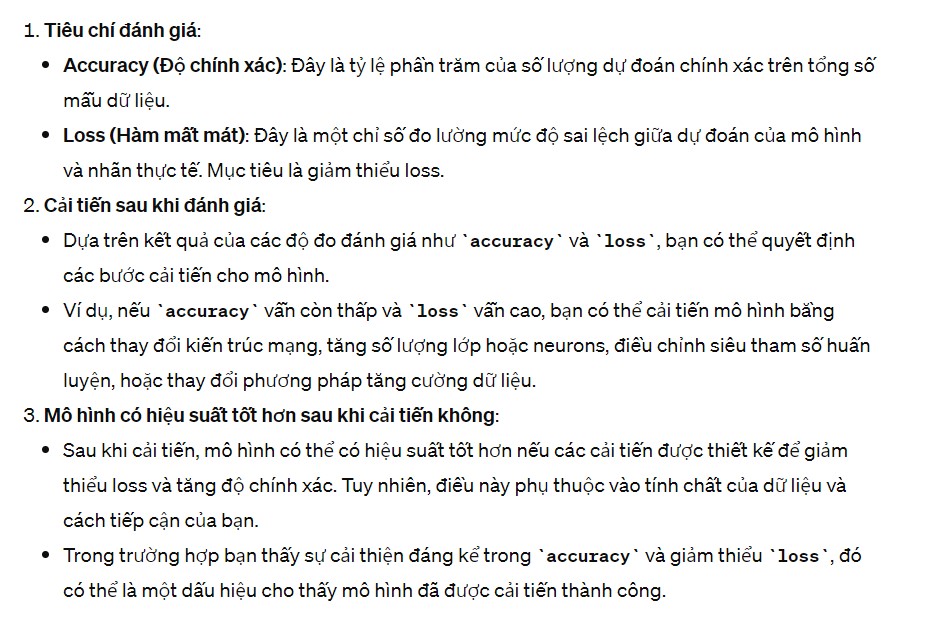 1. Tiêu chí đánh giá:
• Accuracy (Độ chính xác): Đây là tỷ lệ phần trăm của số lượng dự đoán chính xác trên tổng số
mẫu dữ liệu.
• Loss (Hàm mất mát): Đây là một chỉ số đo lường mức độ sai lệch giữa dự đoán của mô hình
và nhãn thực tế. Mục tiêu là giảm thiểu loss.
2. Cải tiến sau khi đánh giá:
• Dựa trên kết quả của các độ đo đánh giá như `accuracy` và `loss`, bạn có thể quyết định
các bước cải tiến cho mô hình.
• Ví dụ, nếu `accuracy` vẫn còn thấp và `loss` vẫn cao, bạn có thể cải tiến mô hình bằng
cách thay đổi kiến trúc mạng, tăng số lượng lớp hoặc neurons, điều chỉnh siêu tham số huấn
luyện, hoặc thay đổi phương pháp tăng cường dữ liệu.
3. Mô hình có hiệu suất tốt hơn sau khi cải tiến không:
• Sau khi cải tiến, mô hình có thể có hiệu suất tốt hơn nếu các cải tiến được thiết kế để giảm
thiểu loss và tăng độ chính xác. Tuy nhiên, điều này phụ thuộc vào tính chất của dữ liệu và
cách tiếp cận của bạn.
• Trong trường hợp bạn thấy sự cải thiện đáng kể trong `accuracy` và giảm thiểu `loss`, đó
có thể là một dấu hiệu cho thấy mô hình đã được cải tiến thành công.